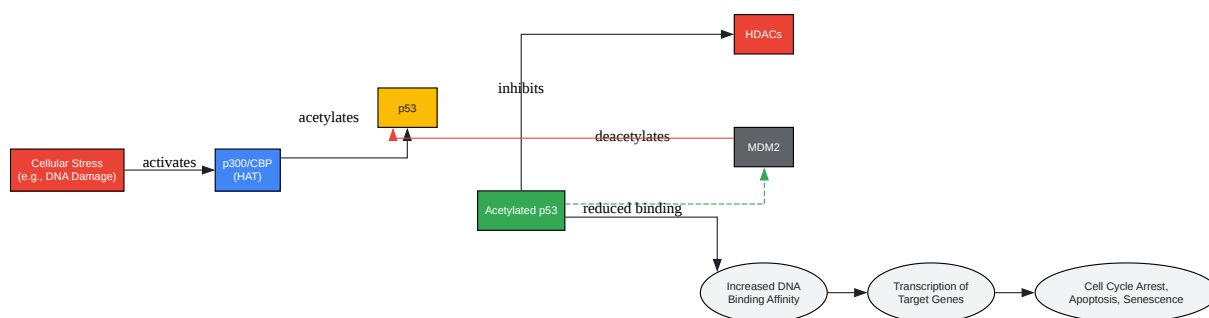 HDACs
inhibits
p53
acetylates
deacetylates
MDM2
Cellular Stress
(e.g., DNA Damage)
activates
p300/CBP
(HAT)
Acetylated p53
reduced binding
Increased DNA
Binding Affinity
Transcription of
Target Genes
Cell Cycle Arrest,
Apoptosis, Senescence